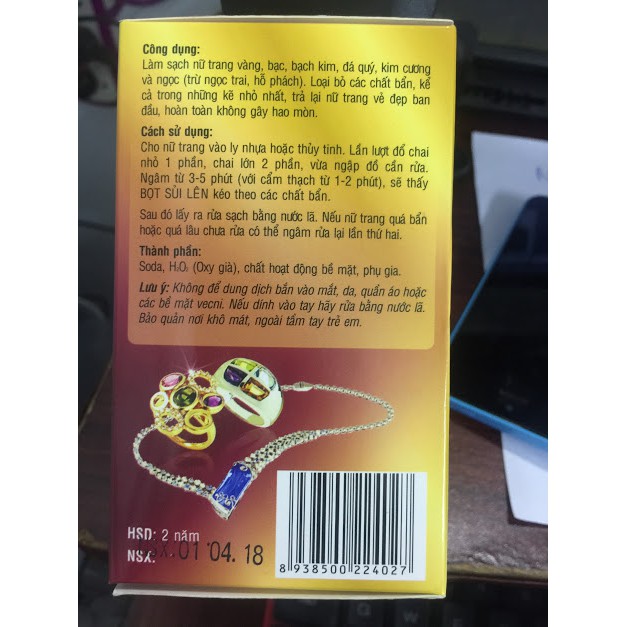 Công dụng:
Làm sạch nữ trang vàng, bạc, bạch kim, đá quý, kim cương
và ngọc (trừ ngọc trai, hỗ phách). Loại bỏ các chất bẩn, kể
cả trong những kẽ nhỏ nhất, trả lại nữ trang vẻ đẹp ban
đầu, hoàn toàn không gây hao mòn.
Cách sử dụng:
Cho nữ trang vào ly nhựa hoặc thủy tinh. Lần lượt đổ chai
nhỏ 1 phần, chai lớn 2 phần, vừa ngập đồ cần rửa.
Ngâm từ 3-5 phút (với cẩm thạch từ 1-2 phút), sẽ thấy
BỌT SỦI LÊN kéo theo các chất bẩn.
Sau đó lấy ra rửa sạch bằng nước lã. Nếu nữ trang quá bẩn
hoặc quá lâu chưa rửa có thể ngâm rửa lại lần thứ hai.
Thành phần:
Soda, H₂O₂ (Oxy già), chất hoạt động bề mặt, phụ gia.
Lưu ý: Không để dung dịch bắn vào mắt, da, quần áo hoặc
các bề mặt vecni. Nếu dính vào tay hãy rửa bằng nước lã.
Bảo quản nơi khô mát, ngoài tầm tay trẻ em.
HSD: 2 năm
NSX: 01 04. 18
8 938500 224027